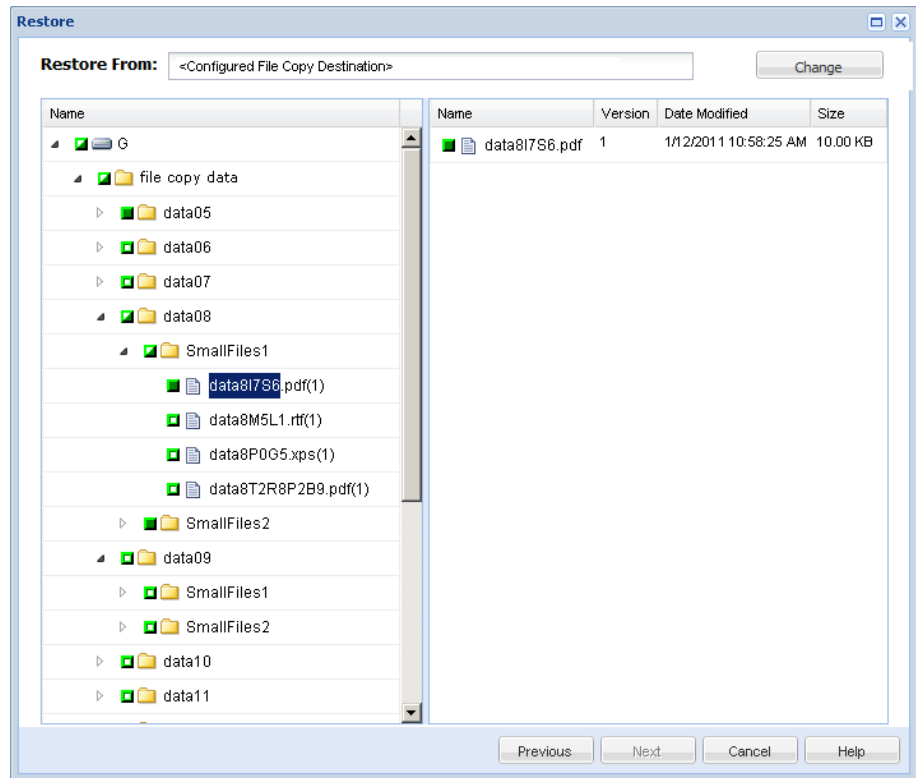 Restore
Restore From: <Configured File Copy Destination> Change
Name
G
file copy data
data05
data06
data07
data08
SmallFiles1
data8I7S6.pdf(1)
data8M5L1.rtf(1)
data8P0G5.xps(1)
data8T2R8P2B9.pdf(1)
SmallFiles2
data09
SmallFiles1
SmallFiles2
data10
data11
Name Version Date Modified Size
data8I7S6.pdf 1 1/12/2011 10:58:25 AM 10.00 KB
Previous Next Cancel Help